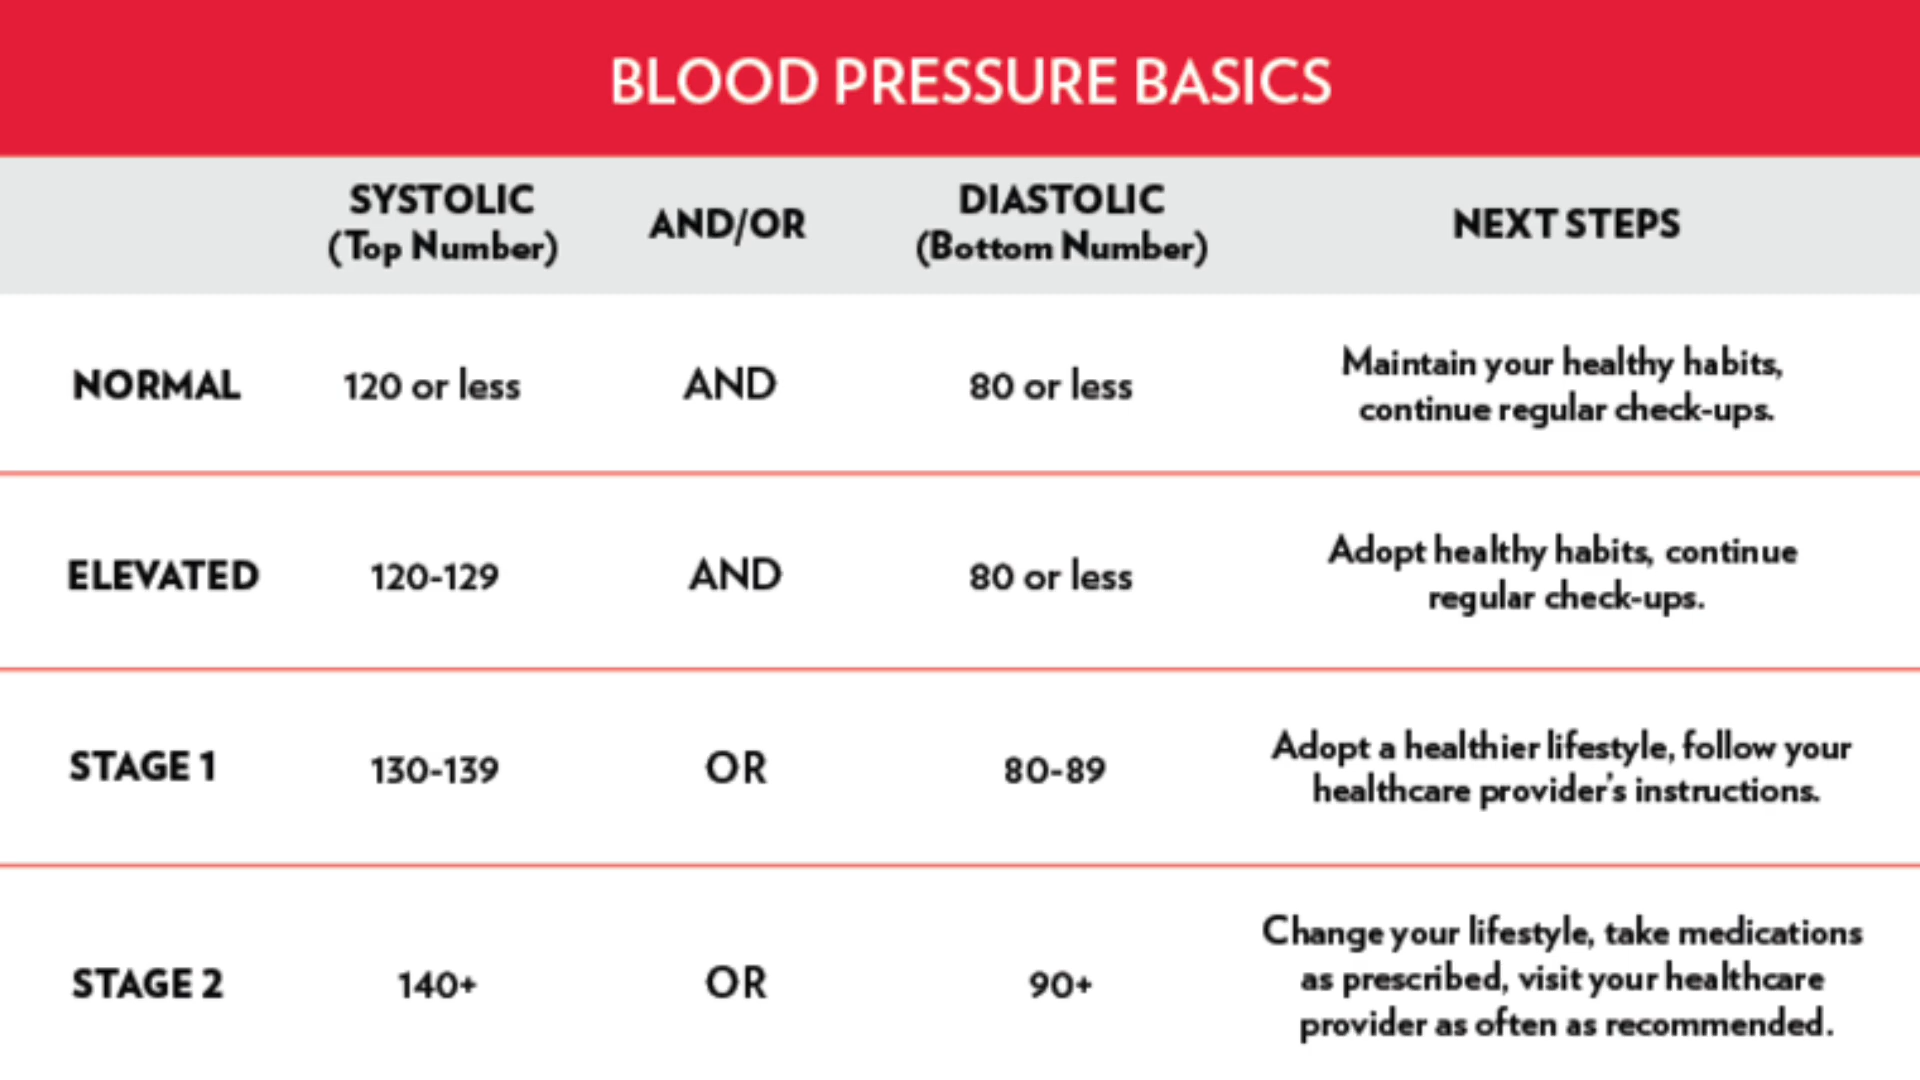 BLOOD PRESSURE BASICS
SYSTOLIC
(Top Number)
AND/OR
DIASTOLIC
(Bottom Number)
NEXT STEPS
NORMAL
120 or less
AND
80 or less
Maintain your healthy habits,
continue regular check-ups.
ELEVATED
120-129
AND
80 or less
Adopt healthy habits, continue
regular check-ups.
STAGE 1
130-139
OR
80-89
Adopt a healthier lifestyle, follow your
healthcare provider's instructions.
STAGE 2
140+
OR
90+
Change your lifestyle, take medications
as prescribed, visit your healthcare
provider as often as recommended.